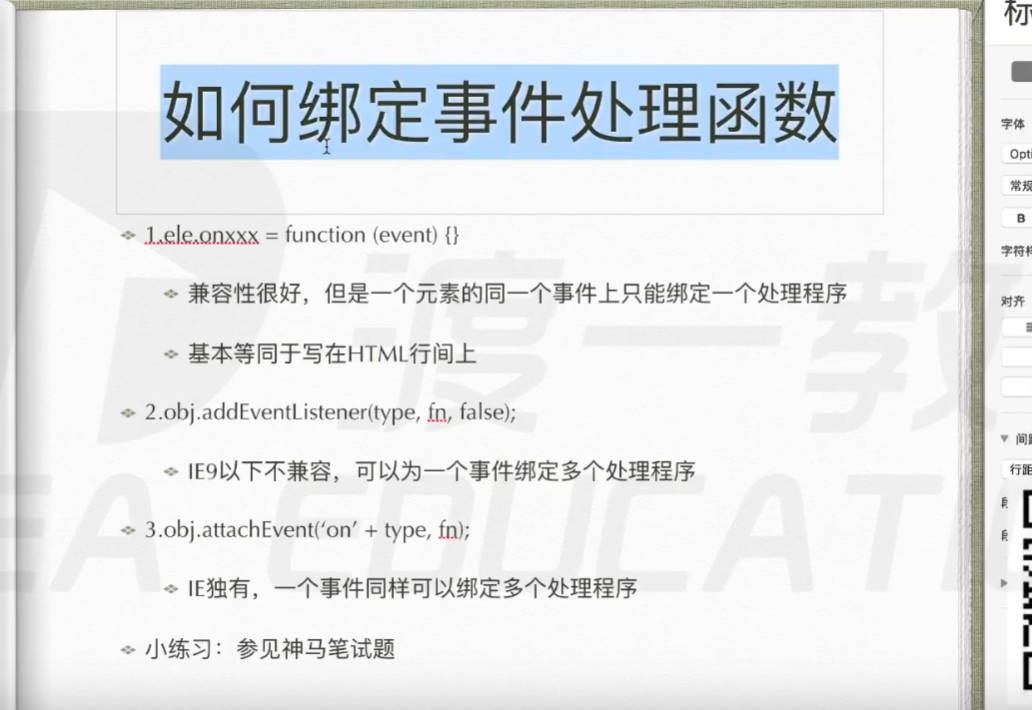 标
如何绑定事件处理函数
字体
Opti
常规
B
1.ele.onxxx = function (event) {}
字符样
兼容性很好，但是一个元素的同一个事件上只能绑定一个处理程序
对齐
基本等同于写在HTML行间上
2.obj.addEventListener(type, fn, false);
间距
IE9以下不兼容，可以为一个事件绑定多个处理程序
行距
3.obj.attachEvent(‘on’ + type, fn);
IE独有，一个事件同样可以绑定多个处理程序
小练习：参见神马笔试题
渡一教
EA EDUCATI